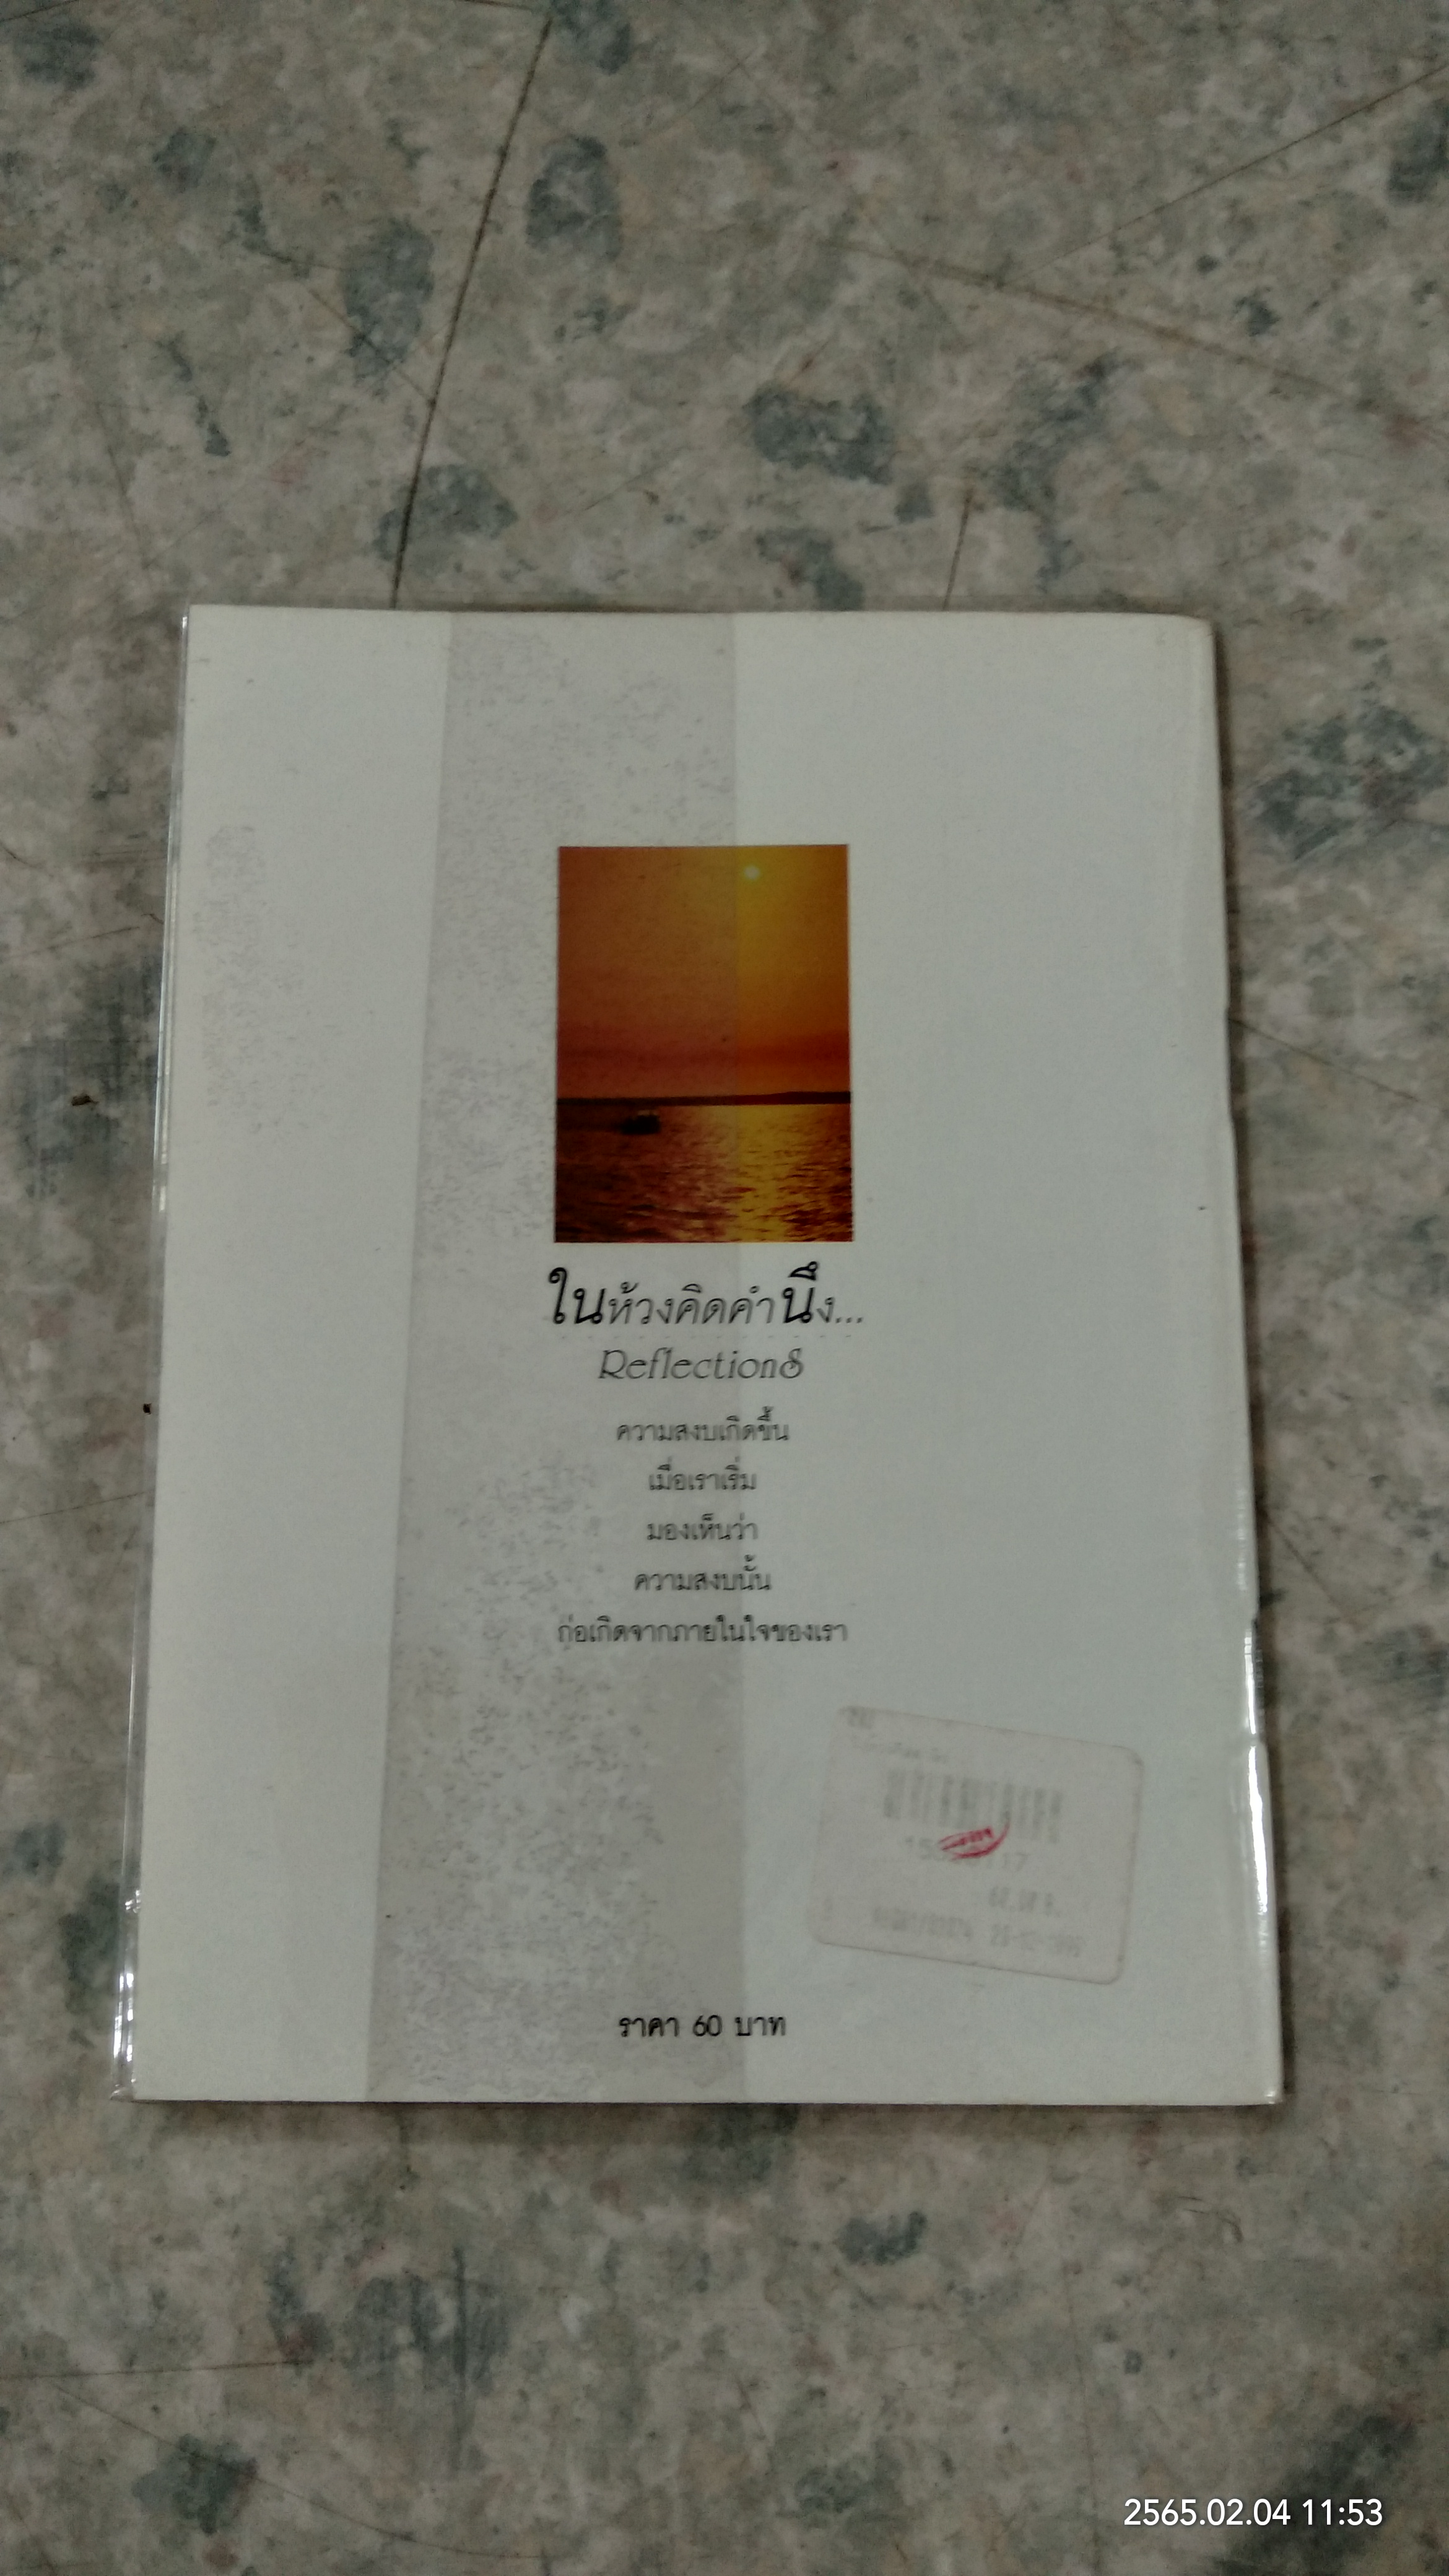 ในห้วงคิดคำนึง...
Reflections
ความสงบเกิดขึ้น
เมื่อเราเริ่ม
มองเห็นว่า
ความสงบนั้น
ก่อเกิดจากภายในใจของเรา
ราคา 60 บาท
2565.02.04 11:53